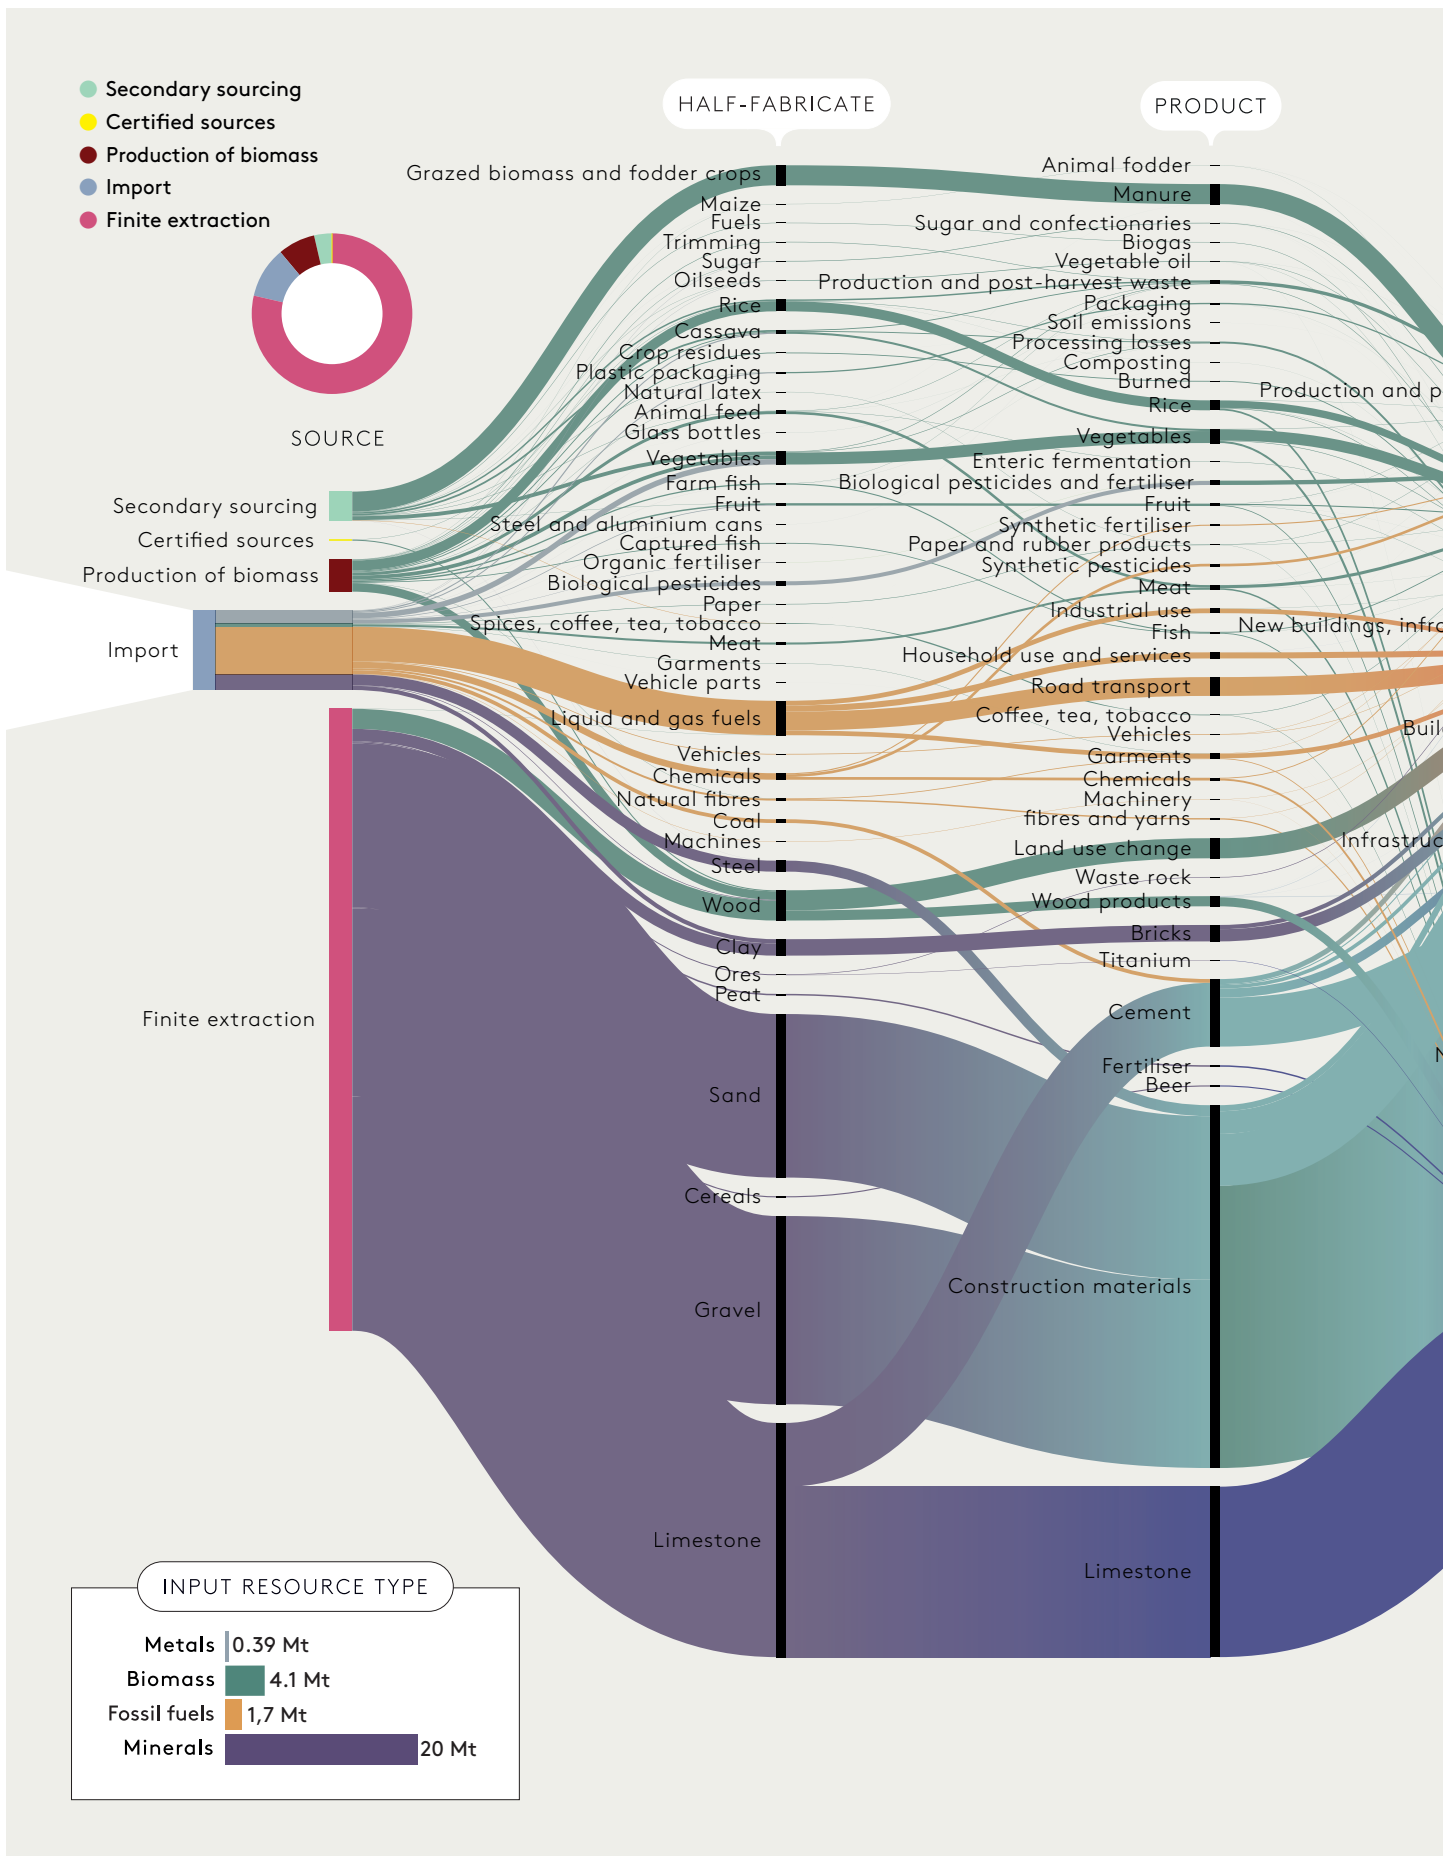 Secondary sourcing
Certified sources
Production of biomass
Import
Finite extraction
SOURCE
Secondary sourcing
Certified sources
Production of biomass
Import
Finite extraction
HALF-FABRICATE
Grazed biomass and fodder crops
Maize
Fuels
Trimming
Sugar
Oilseeds
Rice
Cassava
Crop residues
Plastic packaging
Natural latex
Animal feed
Glass bottles
Vegetables
Farm fish
Fruit
Steel and aluminium cans
Captured fish
Organic fertiliser
Biological pesticides
Paper
Spices, coffee, tea, tobacco
Meat
Garments
Vehicle parts
Liquid and gas fuels
Vehicles
Chemicals
Natural fibres
Coal
Machines
Steel
Wood
Clay
Ores
Peat
Sand
Cereals
Gravel
Limestone
PRODUCT
Animal fodder
Manure
Sugar and confectionaries
Biogas
Vegetable oil
Production and post-harvest waste
Packaging
Soil emissions
Processing losses
Composting
Burned
Rice
Vegetables
Enteric fermentation
Biological pesticides and fertiliser
Fruit
Synthetic fertiliser
Paper and rubber products
Synthetic pesticides
Meat
Industrial use
Fish
Household use and services
Road transport
Coffee, tea, tobacco
Vehicles
Garments
Chemicals
Machinery
fibres and yarns
Land use change
Waste rock
Wood products
Bricks
Titanium
Cement
Fertiliser
Beer
Construction materials
Limestone
Production and p
New buildings, infra
Buil
Infrastruc
N
INPUT RESOURCE TYPE
Metals 0.39 Mt
Biomass 4.1 Mt
Fossil fuels 1,7 Mt
Minerals 20 Mt